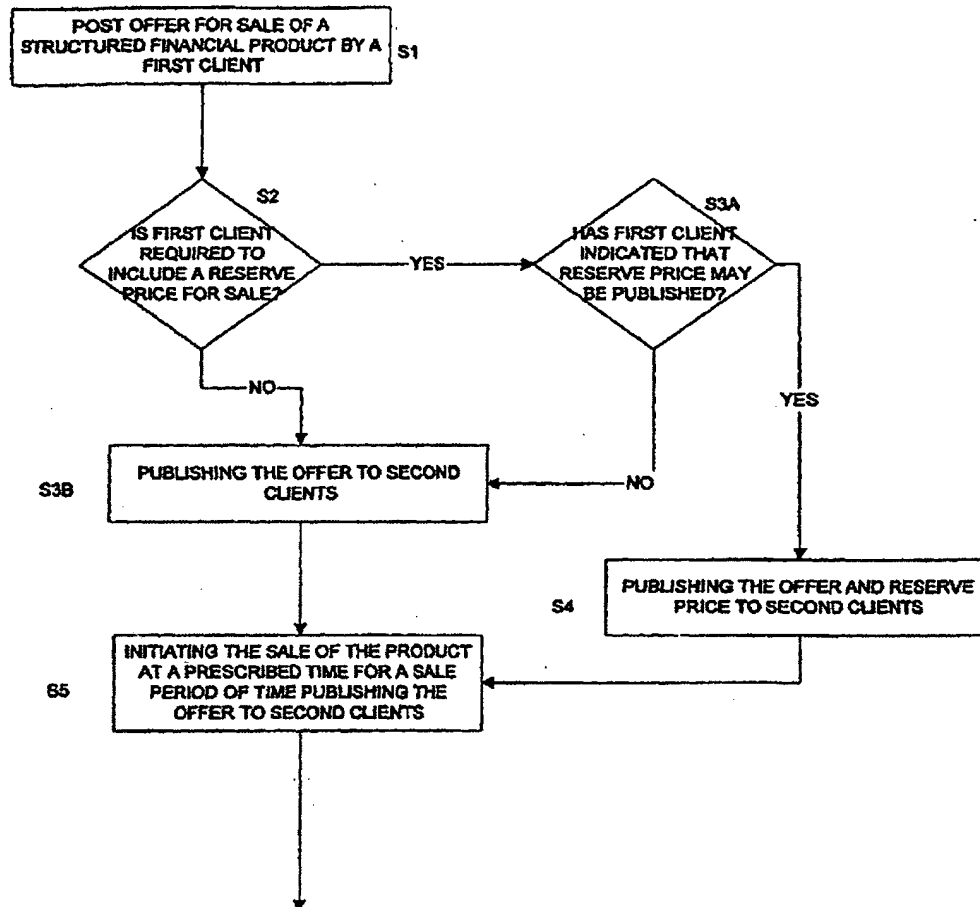 POST OFFER FOR SALE OF A
STRUCTURED FINANCIAL PRODUCT BY A
FIRST CLIENT
S1
S2
IS FIRST CLIENT
REQUIRED TO
INCLUDE A RESERVE
PRICE FOR SALE?
YES
S3A
HAS FIRST CLIENT
INDICATED THAT
RESERVE PRICE MAY
BE PUBLISHED?
NO
YES
S3B
PUBLISHING THE OFFER TO SECOND
CLIENTS
NO
S4
PUBLISHING THE OFFER AND RESERVE
PRICE TO SECOND CLIENTS
S5
INITIATING THE SALE OF THE PRODUCT
AT A PRESCRIBED TIME FOR A SALE
PERIOD OF TIME PUBLISHING THE
OFFER TO SECOND CLIENTS